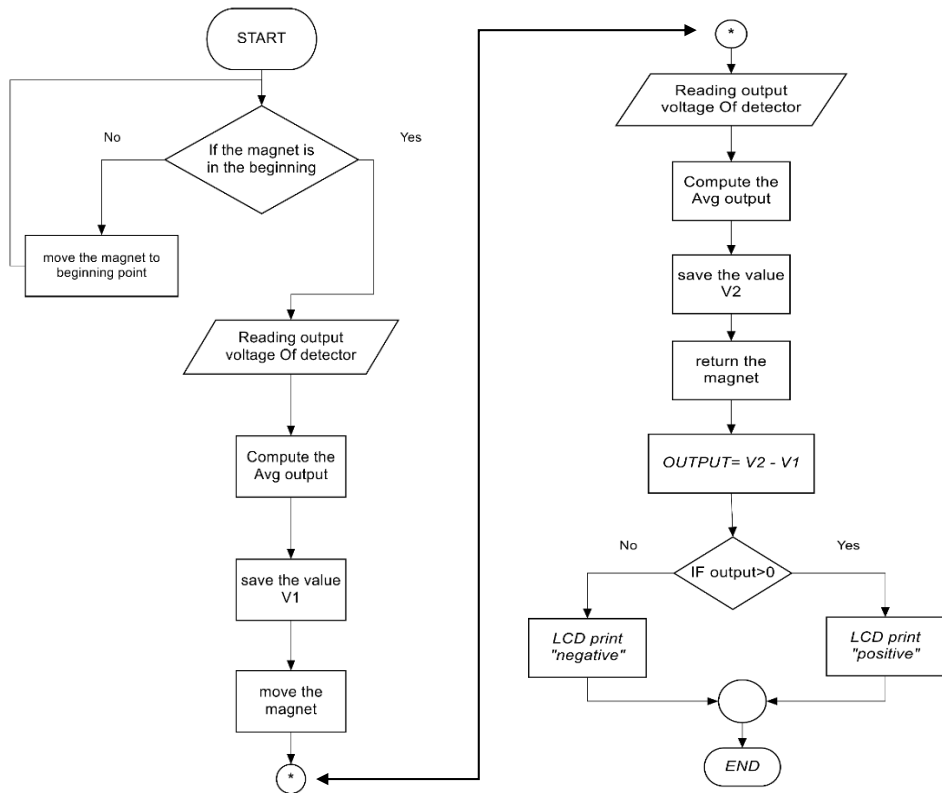 START
No
Yes
If the magnet is
in the beginning
move the magnet to
beginning point
Reading output
voltage Of detector
Compute the
Avg output
save the value
V1
move the
magnet
*
*
Reading output
voltage Of detector
Compute the
Avg output
save the value
V2
return the
magnet
OUTPUT= V2 - V1
No
Yes
IF output>0
LCD print
"negative"
LCD print
"positive"
END